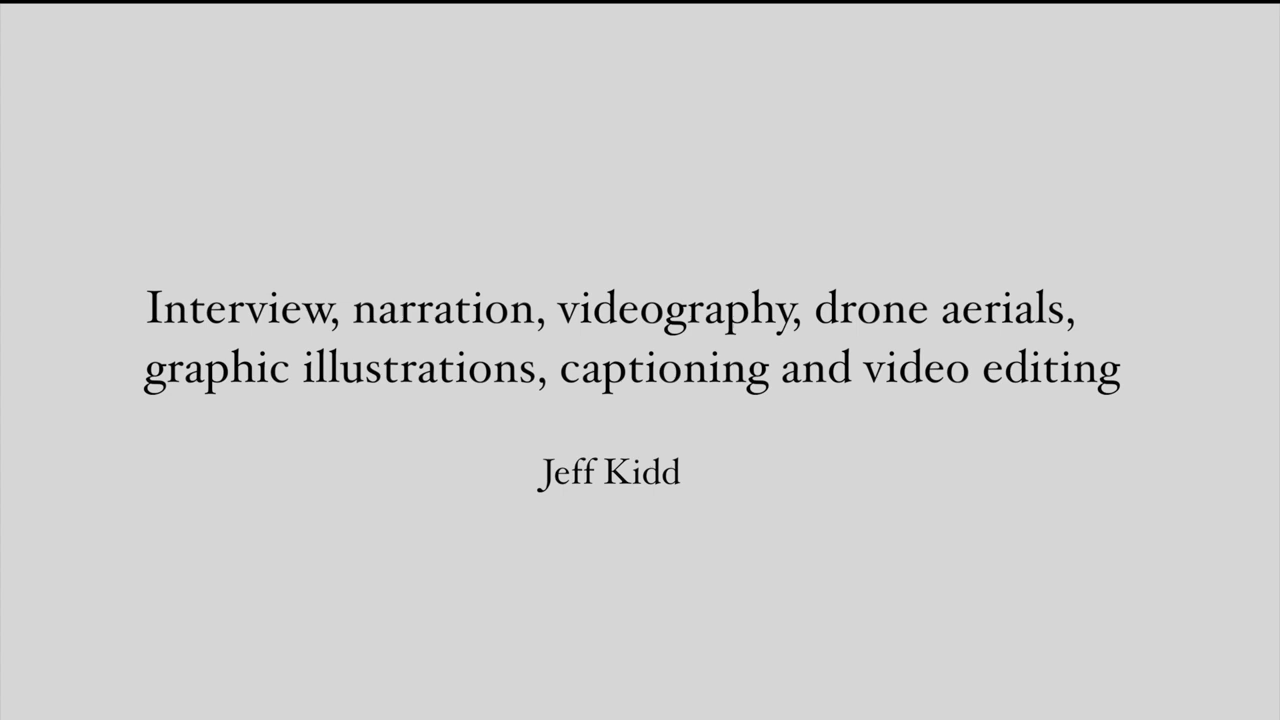 Interview, narration, videography, drone aerials,
graphic illustrations, captioning and video editing
Jeff Kidd